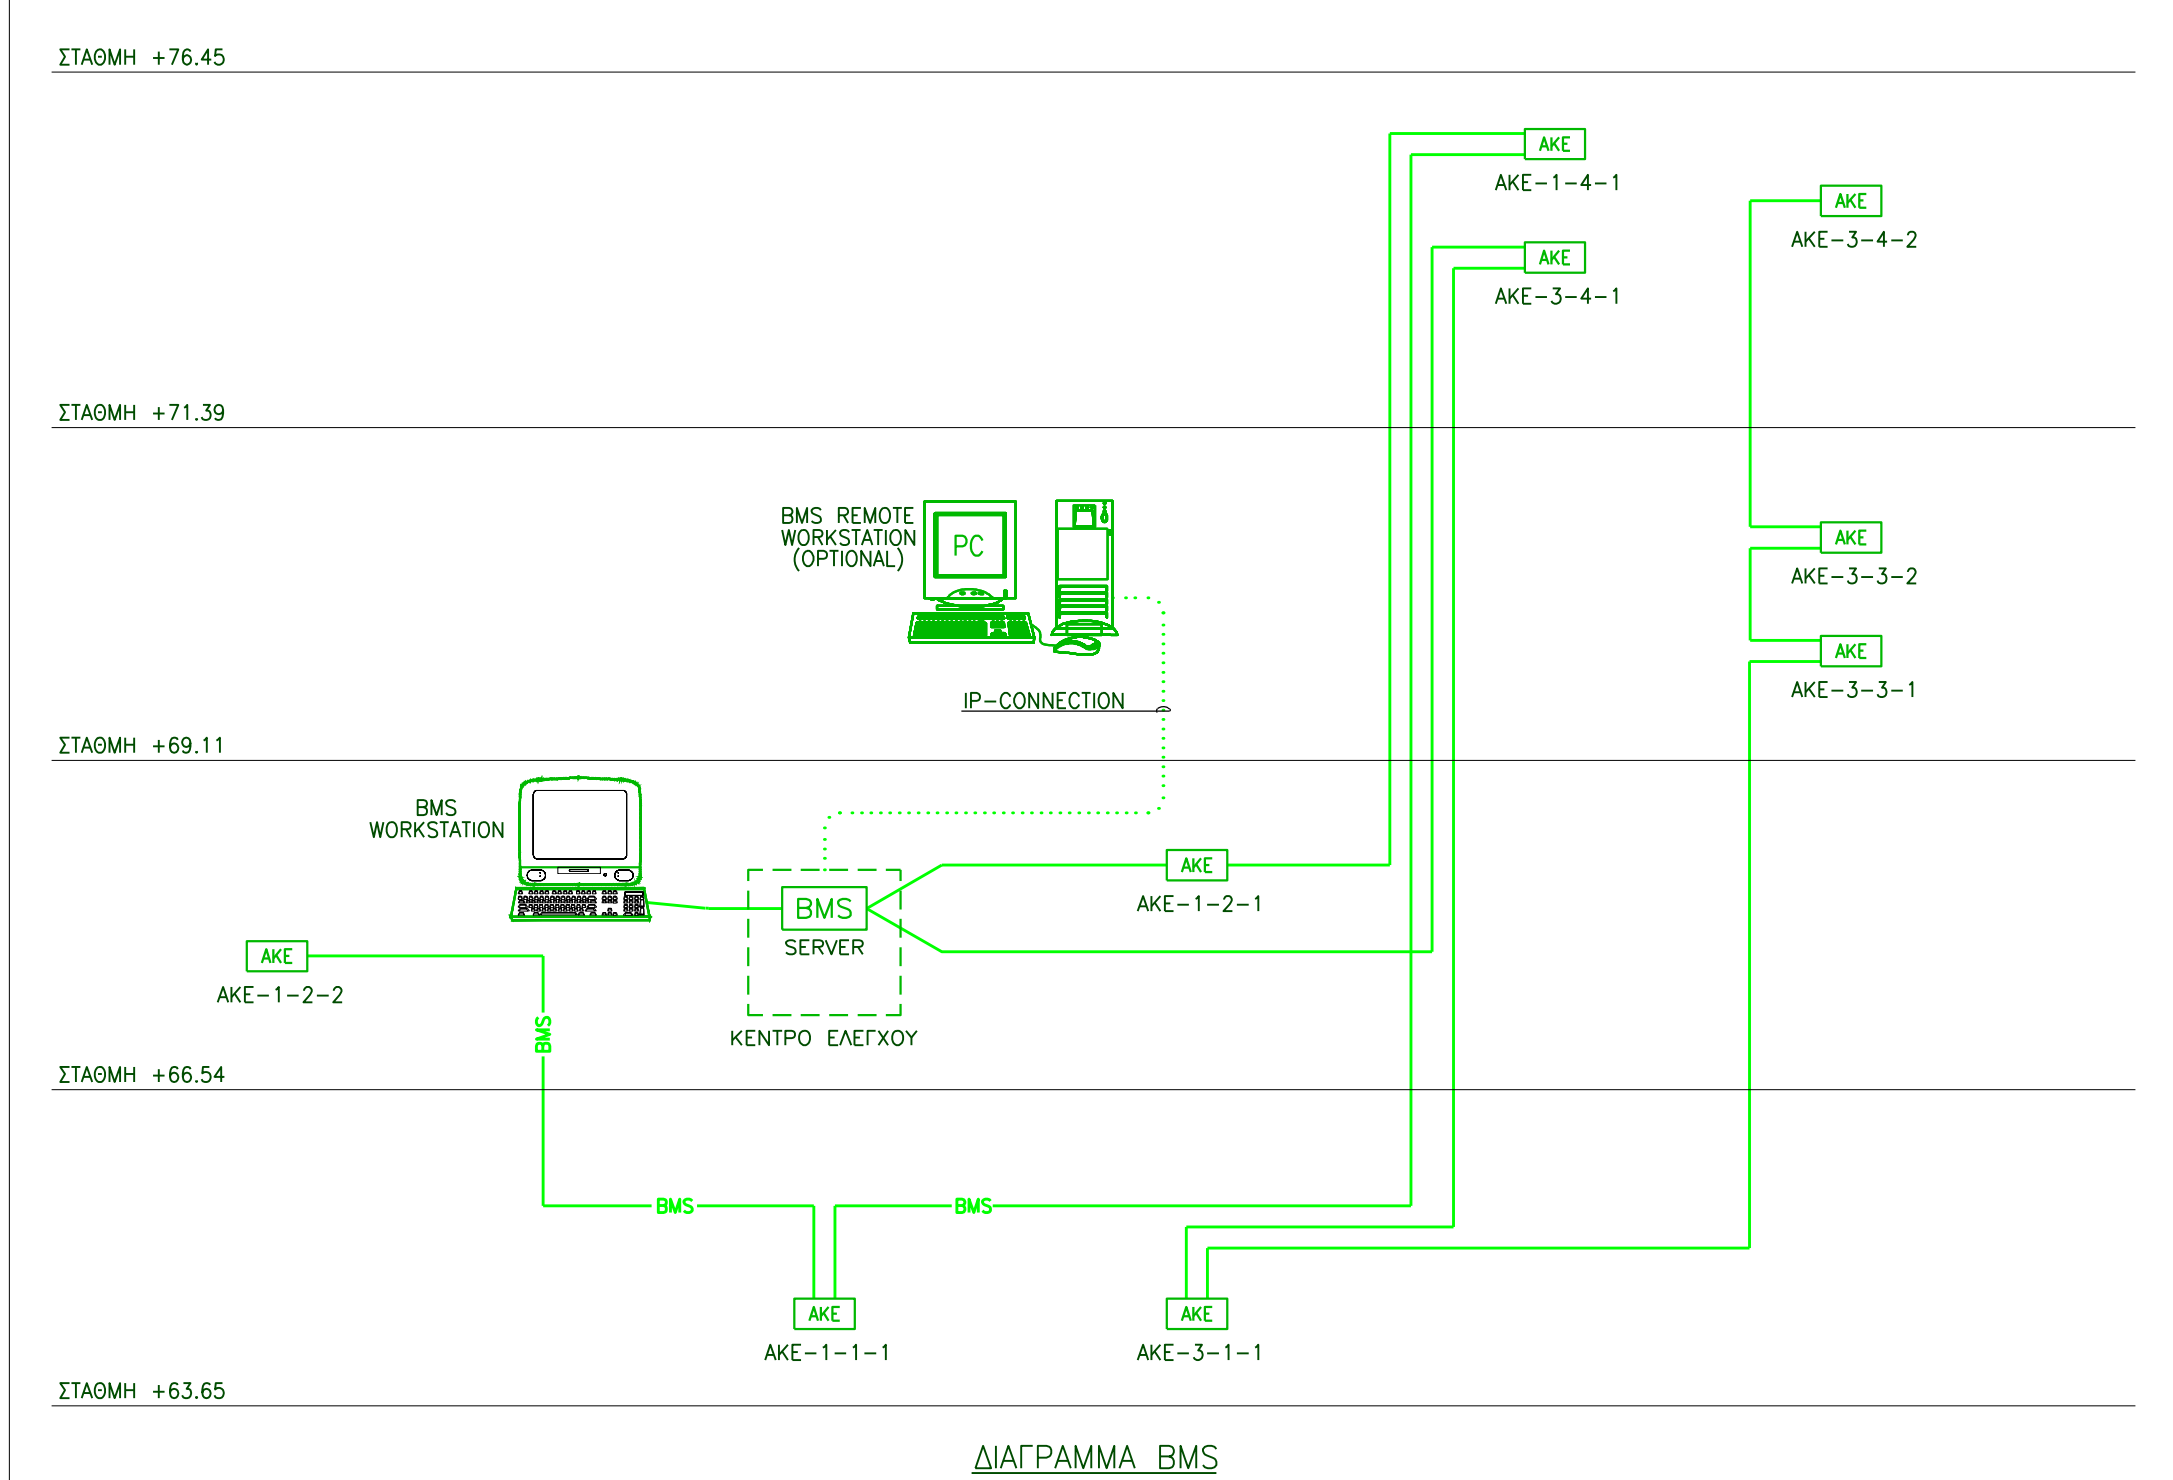 ΣΤΑΘΜΗ +76.45
AKE
AKE-1-4-1
AKE
AKE-3-4-2
AKE
AKE-3-4-1
ΣΤΑΘΜΗ +71.39
BMS REMOTE
WORKSTATION
(OPTIONAL)
PC
AKE
AKE-3-3-2
AKE
AKE-3-3-1
IP-CONNECTION
ΣΤΑΘΜΗ +69.11
BMS
WORKSTATION
AKE
AKE-1-2-1
BMS
SERVER
AKE
AKE-1-2-2
BMS
ΚΕΝΤΡΟ ΕΛΕΓΧΟΥ
ΣΤΑΘΜΗ +66.54
BMS
BMS
AKE
AKE-1-1-1
AKE
AKE-3-1-1
ΣΤΑΘΜΗ +63.65
ΔΙΑΓΡΑΜΜΑ BMS